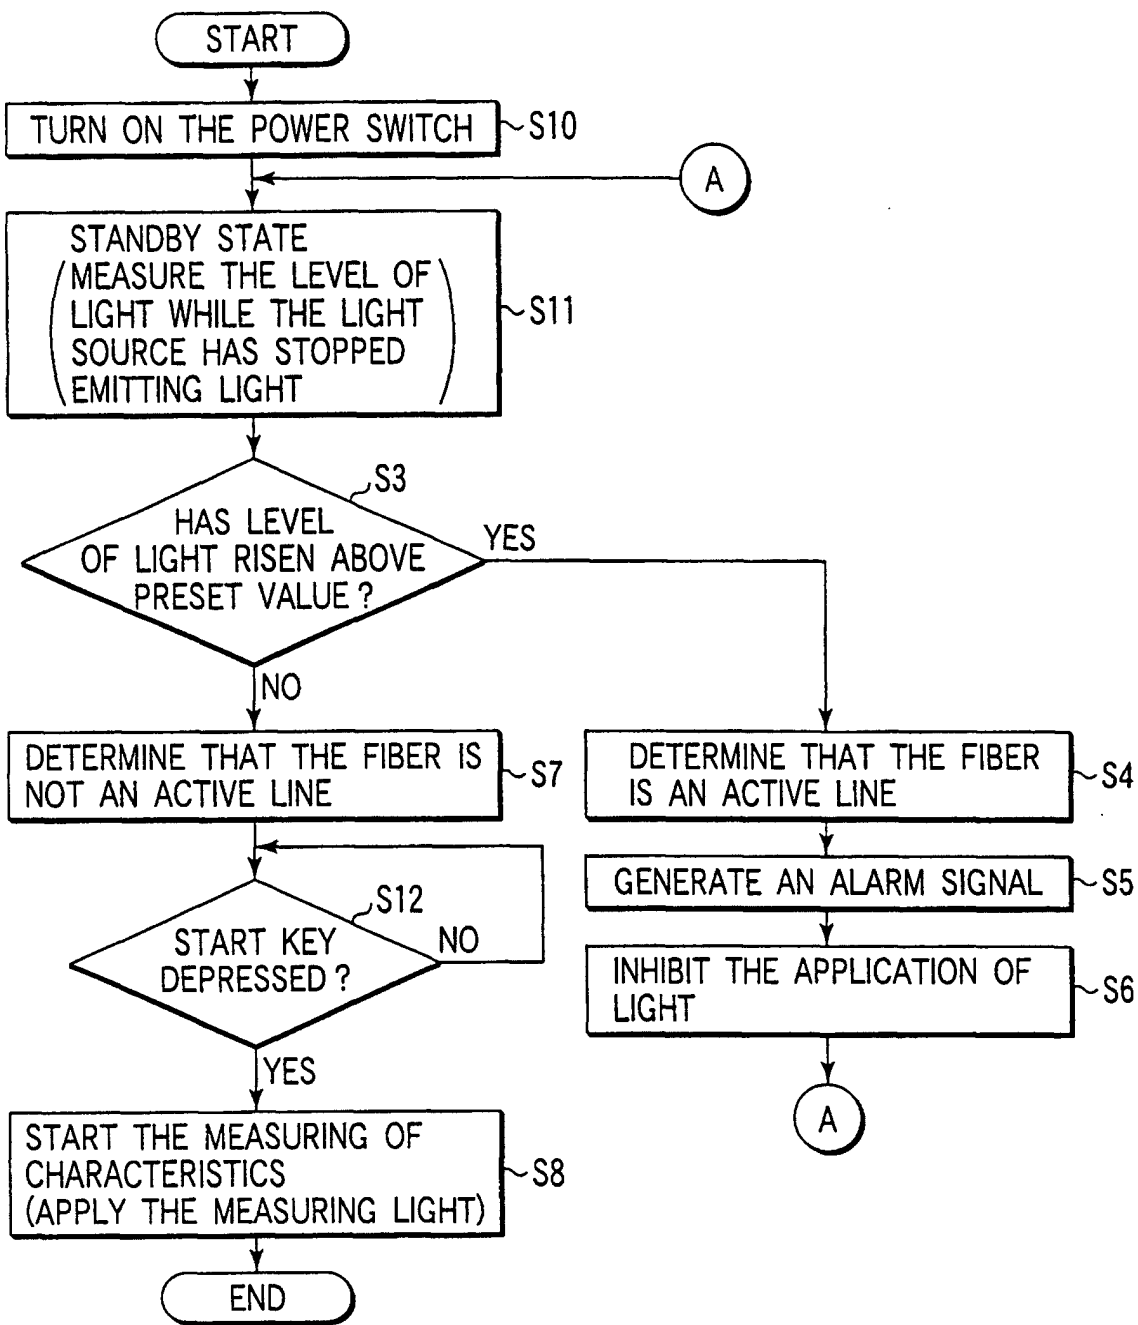 START
TURN ON THE POWER SWITCH
S10
A
STANDBY STATE
(MEASURE THE LEVEL OF
LIGHT WHILE THE LIGHT
SOURCE HAS STOPPED
EMITTING LIGHT)
S11
S3
HAS LEVEL
OF LIGHT RISEN ABOVE
PRESET VALUE?
YES
NO
DETERMINE THAT THE FIBER IS
NOT AN ACTIVE LINE
S7
DETERMINE THAT THE FIBER
IS AN ACTIVE LINE
S4
GENERATE AN ALARM SIGNAL
S5
INHIBIT THE APPLICATION OF
LIGHT
S6
A
S12
START KEY
DEPRESSED?
NO
YES
START THE MEASURING OF
CHARACTERISTICS
(APPLY THE MEASURING LIGHT)
S8
END